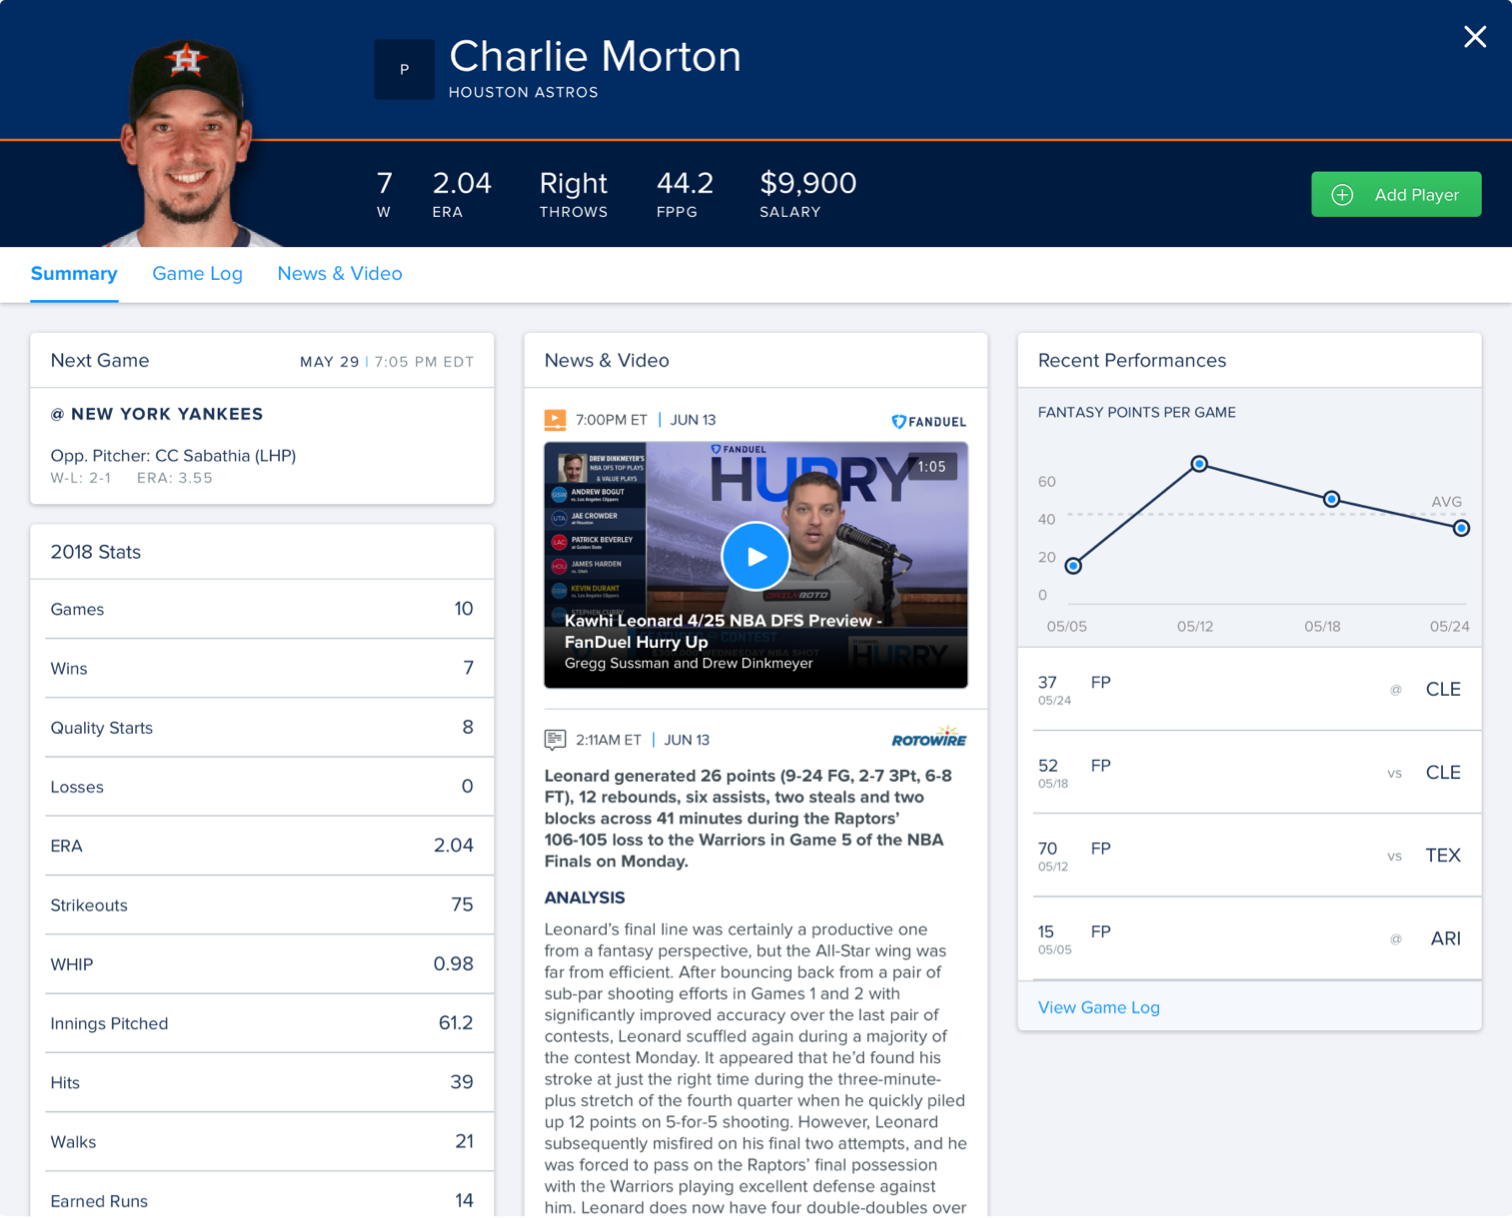 P
Charlie Morton
HOUSTON ASTROS
7
W
2.04
ERA
Right
THROWS
44.2
FPPG
$9,900
SALARY
Add Player
Summary
Game Log
News & Video
Next Game
MAY 29 | 7:05 PM EDT
@ NEW YORK YANKEES
Opp. Pitcher: CC Sabathia (LHP)
W-L: 2-1 ERA: 3.55
2018 Stats
Games 10
Wins 7
Quality Starts 8
Losses 0
ERA 2.04
Strikeouts 75
WHIP 0.98
Innings Pitched 61.2
Hits 39
Walks 21
Earned Runs 14
News & Video
7:00PM ET | JUN 13
FANDUEL
DREW DINKMEYER'S
NBA DFS TOP PLAYS
& VALUE PLAYS
ANDREW BOGUT
vs. Los Angeles Clippers
JAE CROWDER
at Houston
PATRICK BEVERLEY
at Golden State
JAMES HARDEN
vs. Utah
KEVIN DURANT
vs. Los Angeles Clippers
STEPHEN CURRY
FANDUEL
HURRY
1:05
Kawhi Leonard 4/25 NBA DFS Preview -
FanDuel Hurry Up
Gregg Sussman and Drew Dinkmeyer
HURRY
2:11AM ET | JUN 13
ROTOWIRE
Leonard generated 26 points (9-24 FG, 2-7 3Pt, 6-8
FT), 12 rebounds, six assists, two steals and two
blocks across 41 minutes during the Raptors’
106-105 loss to the Warriors in Game 5 of the NBA
Finals on Monday.
ANALYSIS
Leonard’s final line was certainly a productive one
from a fantasy perspective, but the All-Star wing was
far from efficient. After bouncing back from a pair of
sub-par shooting efforts in Games 1 and 2 with
significantly improved accuracy over the last pair of
contests, Leonard scuffled again during a majority of
the contest Monday. It appeared that he’d found his
stroke at just the right time during the three-minute-
plus stretch of the fourth quarter when he quickly piled
up 12 points on 5-for-5 shooting. However, Leonard
subsequently misfired on his final two attempts, and he
was forced to pass on the Raptors’ final possession
with the Warriors playing excellent defense against
him. Leonard does now have four double-doubles over
Recent Performances
FANTASY POINTS PER GAME
60
40
20
0
AVG
05/05 05/12 05/18 05/24
37 FP @ CLE
05/24
52 FP vs CLE
05/18
70 FP vs TEX
05/12
15 FP @ ARI
05/05
View Game Log